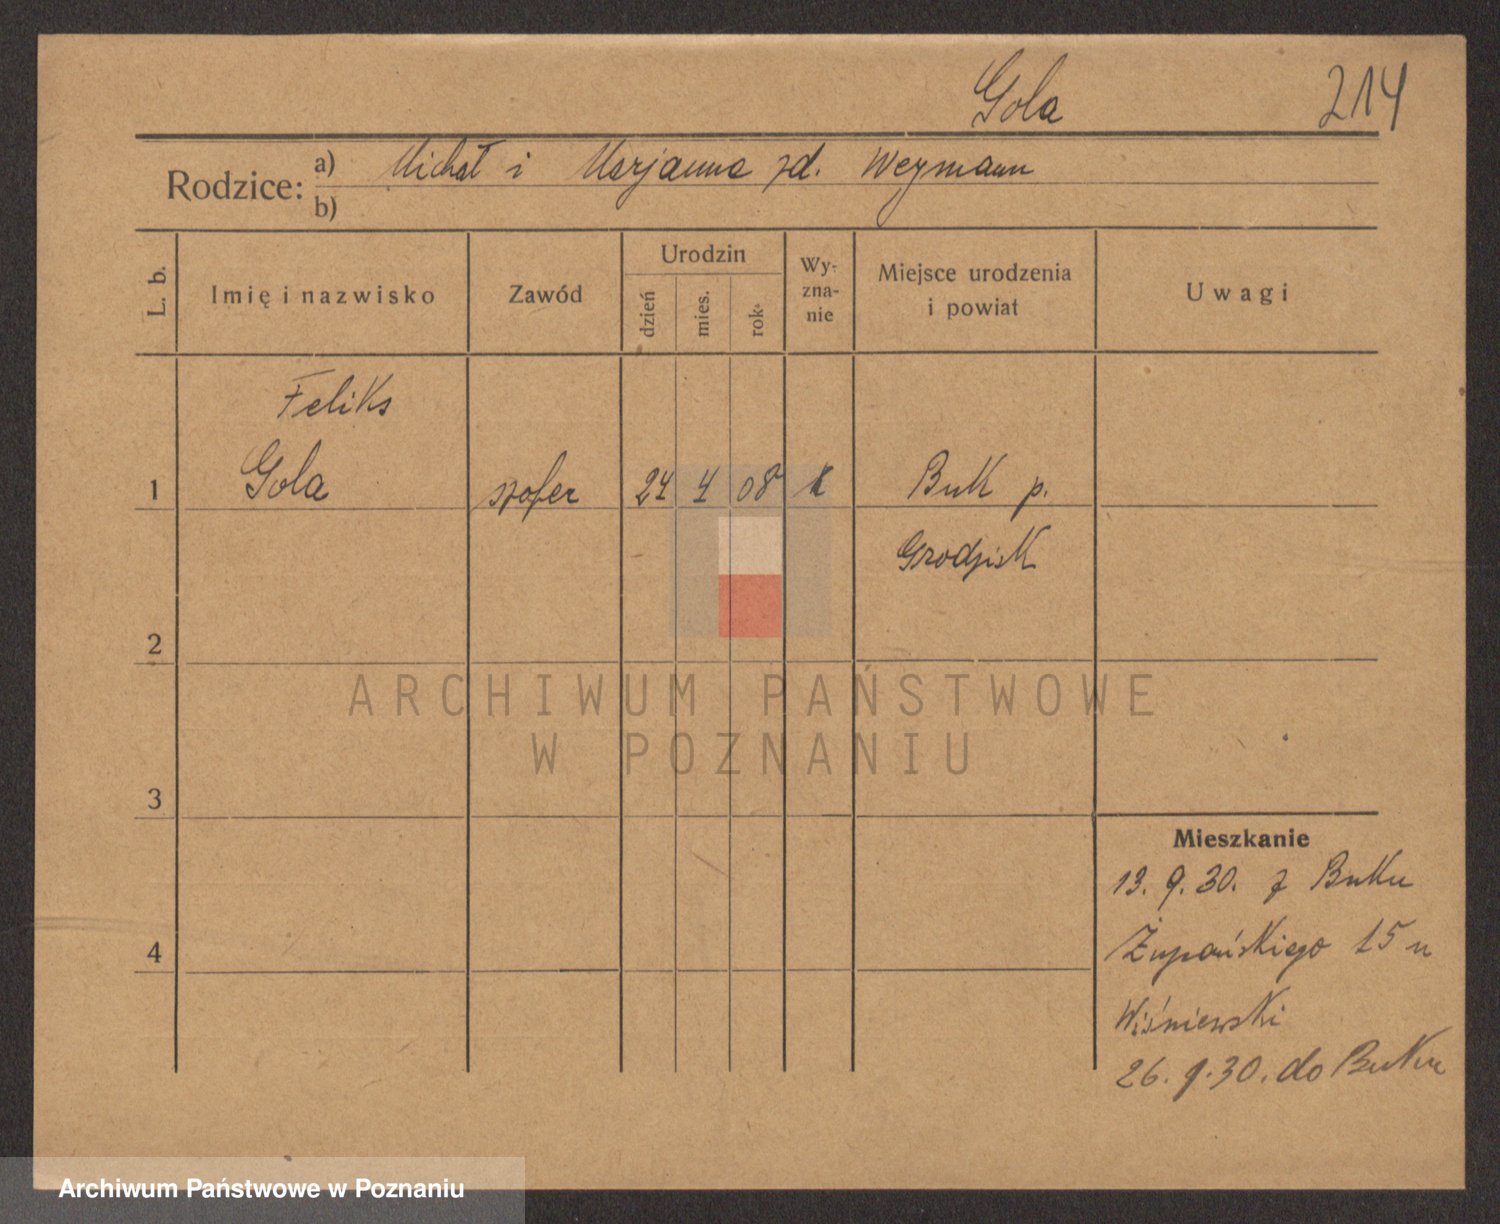 Gola 214
Rodzice: a) Michał i Marjanna zd. Weymann
b)
L. b. Imię i nazwisko Zawód Urodzin dzień mies. rok Wy-zna-nie Miejsce urodzenia i powiat Uwagi
Feliks
1 Gola szofer 24 4 08 k Buk p.
Grodzisk
2
ARCHIWUM PAŃSTWOWE
W POZNANIU
3
Mieszkanie
13. 9. 30. z Buku
4 Żupańskiego 15 u
Wiśniewski
26. 9. 30. do Buku
Archiwum Państwowe w Poznaniu